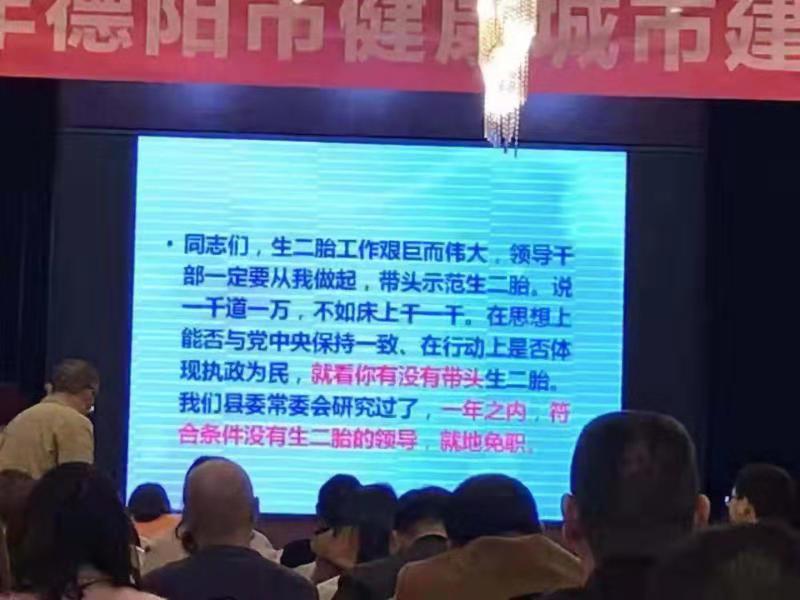 年德阳市健康城市建
• 同志们，生二胎工作艰巨而伟大，领导干
部一定要从我做起，带头示范生二胎。说
一千道一万，不如床上干一干。在思想上
能否与党中央保持一致、在行动上是否体
现执政为民，就看你有没有带头生二胎。
我们县委常委会研究过了，一年之内，符
合条件没有生二胎的领导，就地免职。